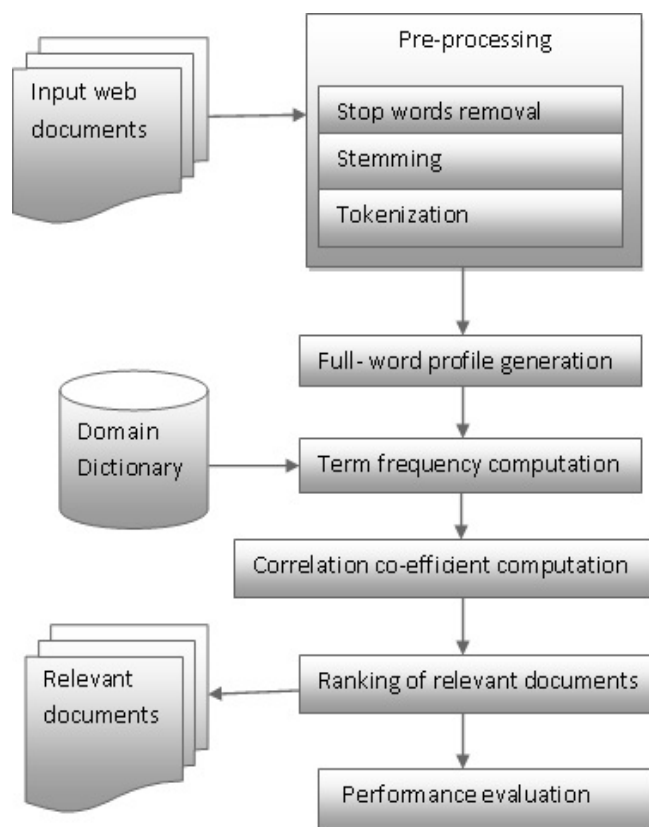 Input web
documents
Pre-processing
Stop words removal
Stemming
Tokenization
Full- word profile generation
Domain
Dictionary
Term frequency computation
Correlation co-efficient computation
Relevant
documents
Ranking of relevant documents
Performance evaluation